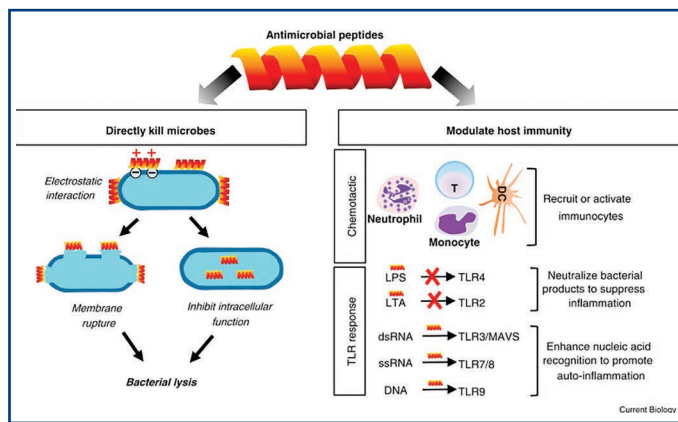 Antimicrobial peptides
Directly kill microbes
Electrostatic
interaction
+ +
− −
Membrane
rupture
Inhibit intracellular
function
Bacterial lysis
Modulate host immunity
Chemotactic
Neutrophil
T
Monocyte
DC
Recruit or activate
immunocytes
TLR response
LPS TLR4
LTA TLR2
Neutralize bacterial
products to suppress
inflammation
dsRNA TLR3/MAVS
ssRNA TLR7/8
DNA TLR9
Enhance nucleic acid
recognition to promote
auto-inflammation
Current Biology